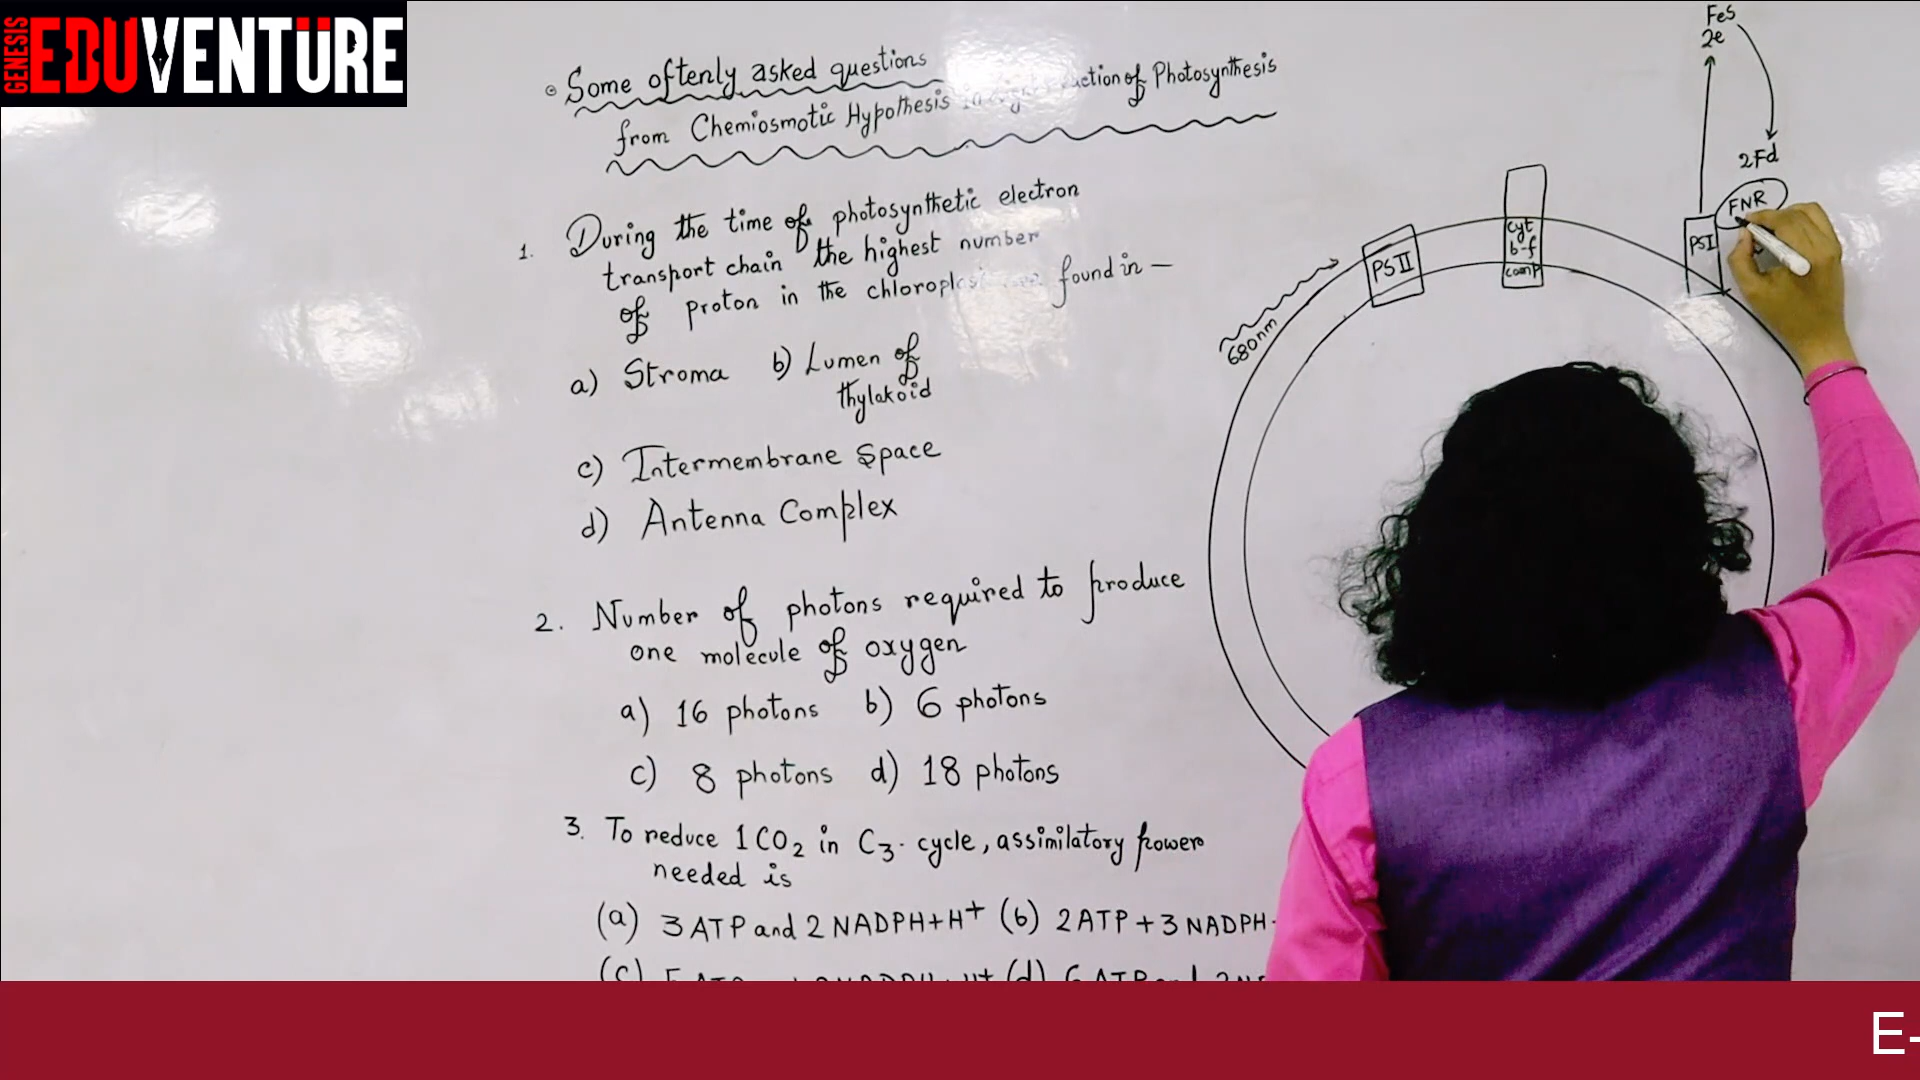 GENESIS
EDUVENTURE
Some oftenly asked questions
from Chemiosmotic Hypothesis of Photosynthesis
1. During the time of photosynthetic electron
transport chain the highest number
of proton in the found in —
a) Stroma b) Lumen of
thylakoid
c) Intermembrane Space
d) Antenna Complex
2. Number of photons required to produce
one molecule of oxygen
a) 16 photons b) 6 photons
c) 8 photons d) 18 photons
3. To reduce 1 CO2 in C3. cycle, assimilatory power
needed is
(a) 3 ATP and 2 NADPH+H+ (b) 2 ATP + 3 NADPH
FeS
2e
2Fd
FNR
PSI
cyt
b-f
comp
PSII
680nm
E-